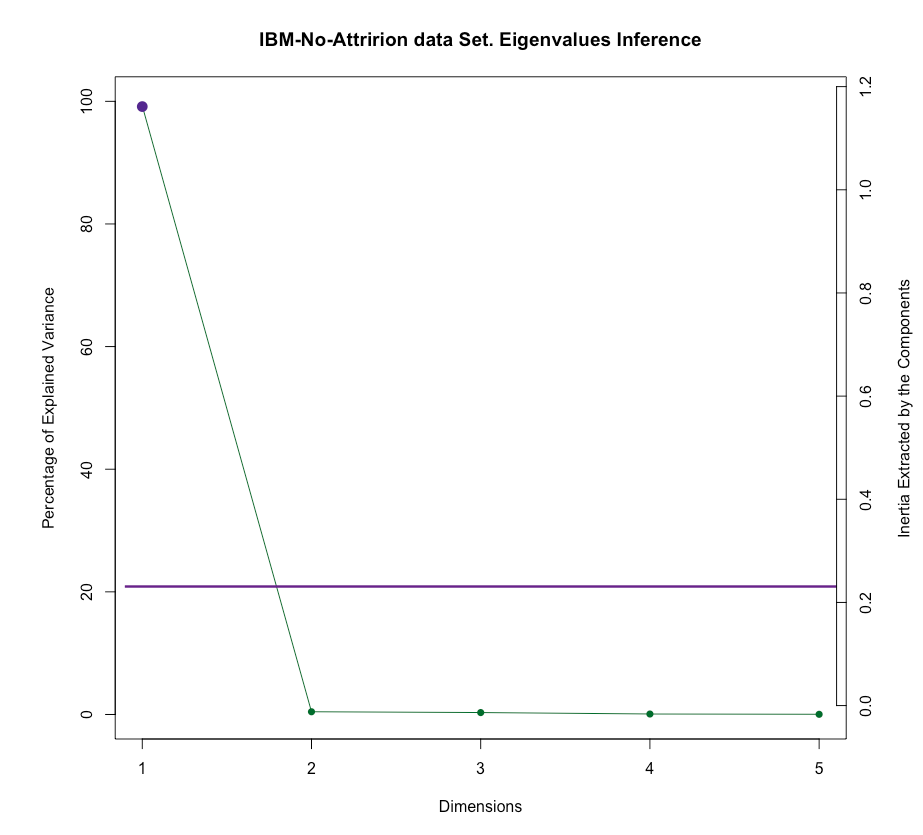 IBM-No-Attririon data Set. Eigenvalues Inference
Percentage of Explained Variance
100
80
60
40
20
0
1.2
1.0
0.8
0.6
0.4
0.2
0.0
Inertia Extracted by the Components
1 2 3 4 5
Dimensions